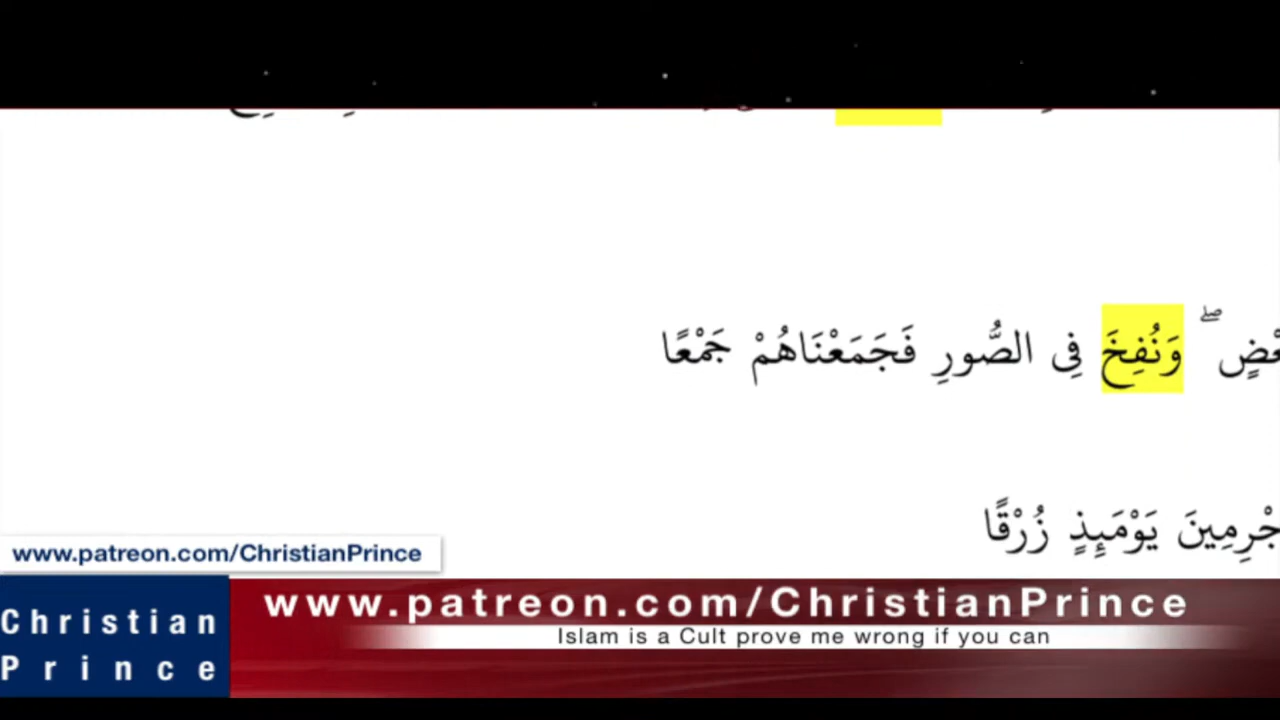 وَنُفِخَ فِى الصُّورِ فَجَمَعْنَاهُمْ جَمْعًا
يَوْمَئِذٍ زُرْقًا
www.patreon.com/ChristianPrince
Christian
Prince
www.patreon.com/ChristianPrince
Islam is a Cult prove me wrong if you can